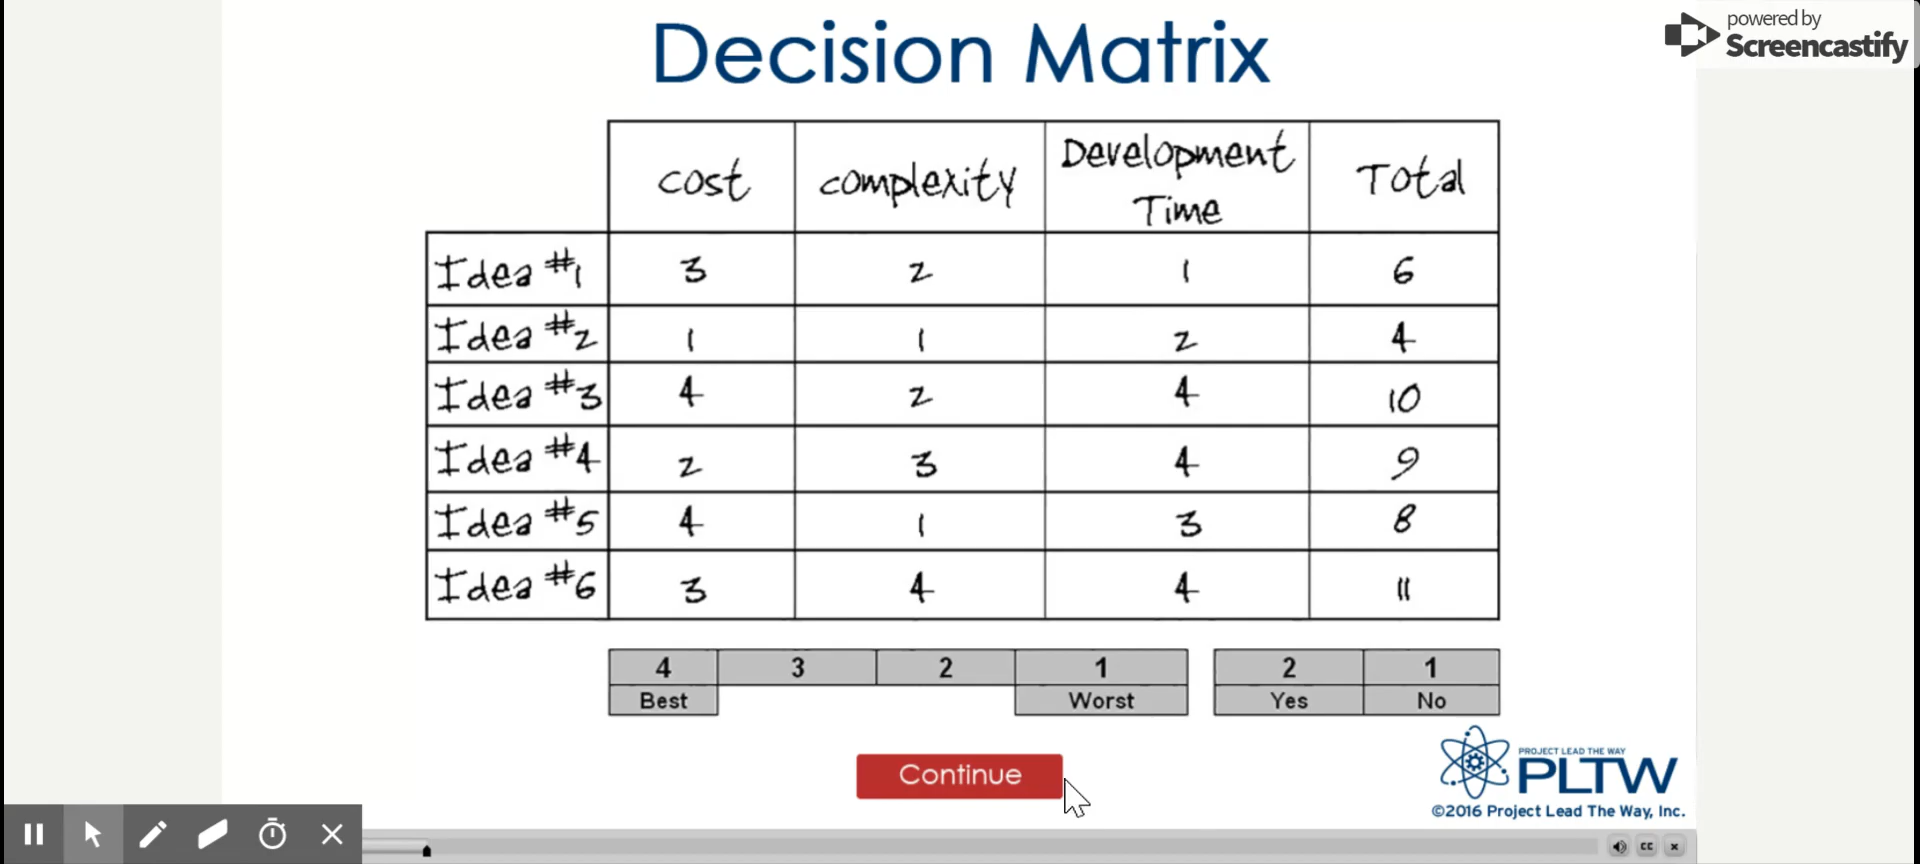 Decision Matrix
powered by
Screencastify
cost complexity Development Time Total
Idea #1 3 2 1 6
Idea #2 1 1 2 4
Idea #3 4 2 4 10
Idea #4 2 3 4 9
Idea #5 4 1 3 8
Idea #6 3 4 4 11
4 3 2 1 2 1
Best Worst Yes No
Continue
PROJECT LEAD THE WAY
PLTW
©2016 Project Lead The Way, Inc.
CC